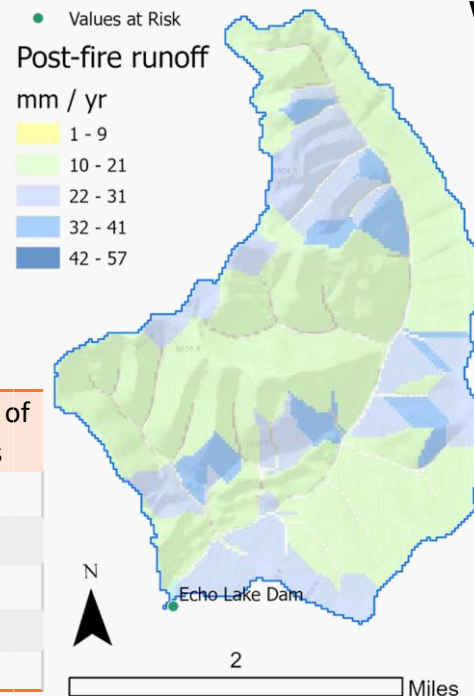 Values at Risk
Post-fire runoff
mm / yr
1 - 9
10 - 21
22 - 31
32 - 41
42 - 57
of
N
Echo Lake Dam
2
Miles